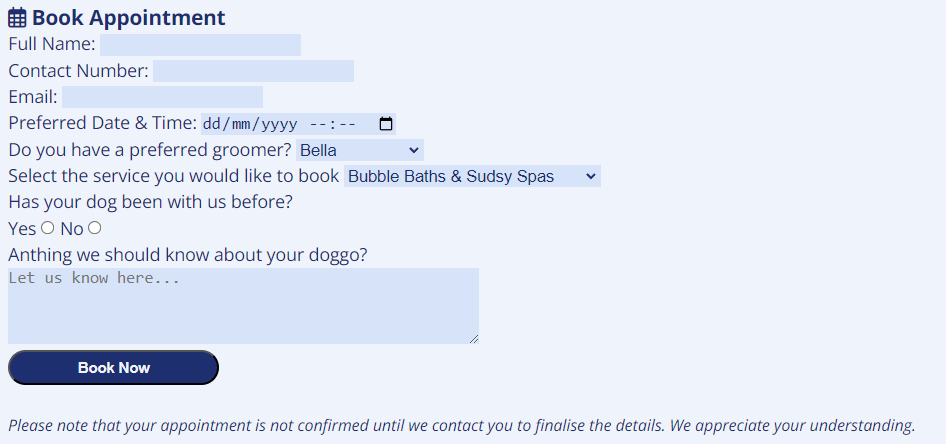 Book Appointment
Full Name:
Contact Number:
Email:
Preferred Date & Time: dd/mm/yyyy --:--
Do you have a preferred groomer? Bella
Select the service you would like to book Bubble Baths & Sudsy Spas
Has your dog been with us before?
Yes No
Anthing we should know about your doggo?
Let us know here...
Book Now
Please note that your appointment is not confirmed until we contact you to finalise the details. We appreciate your understanding.